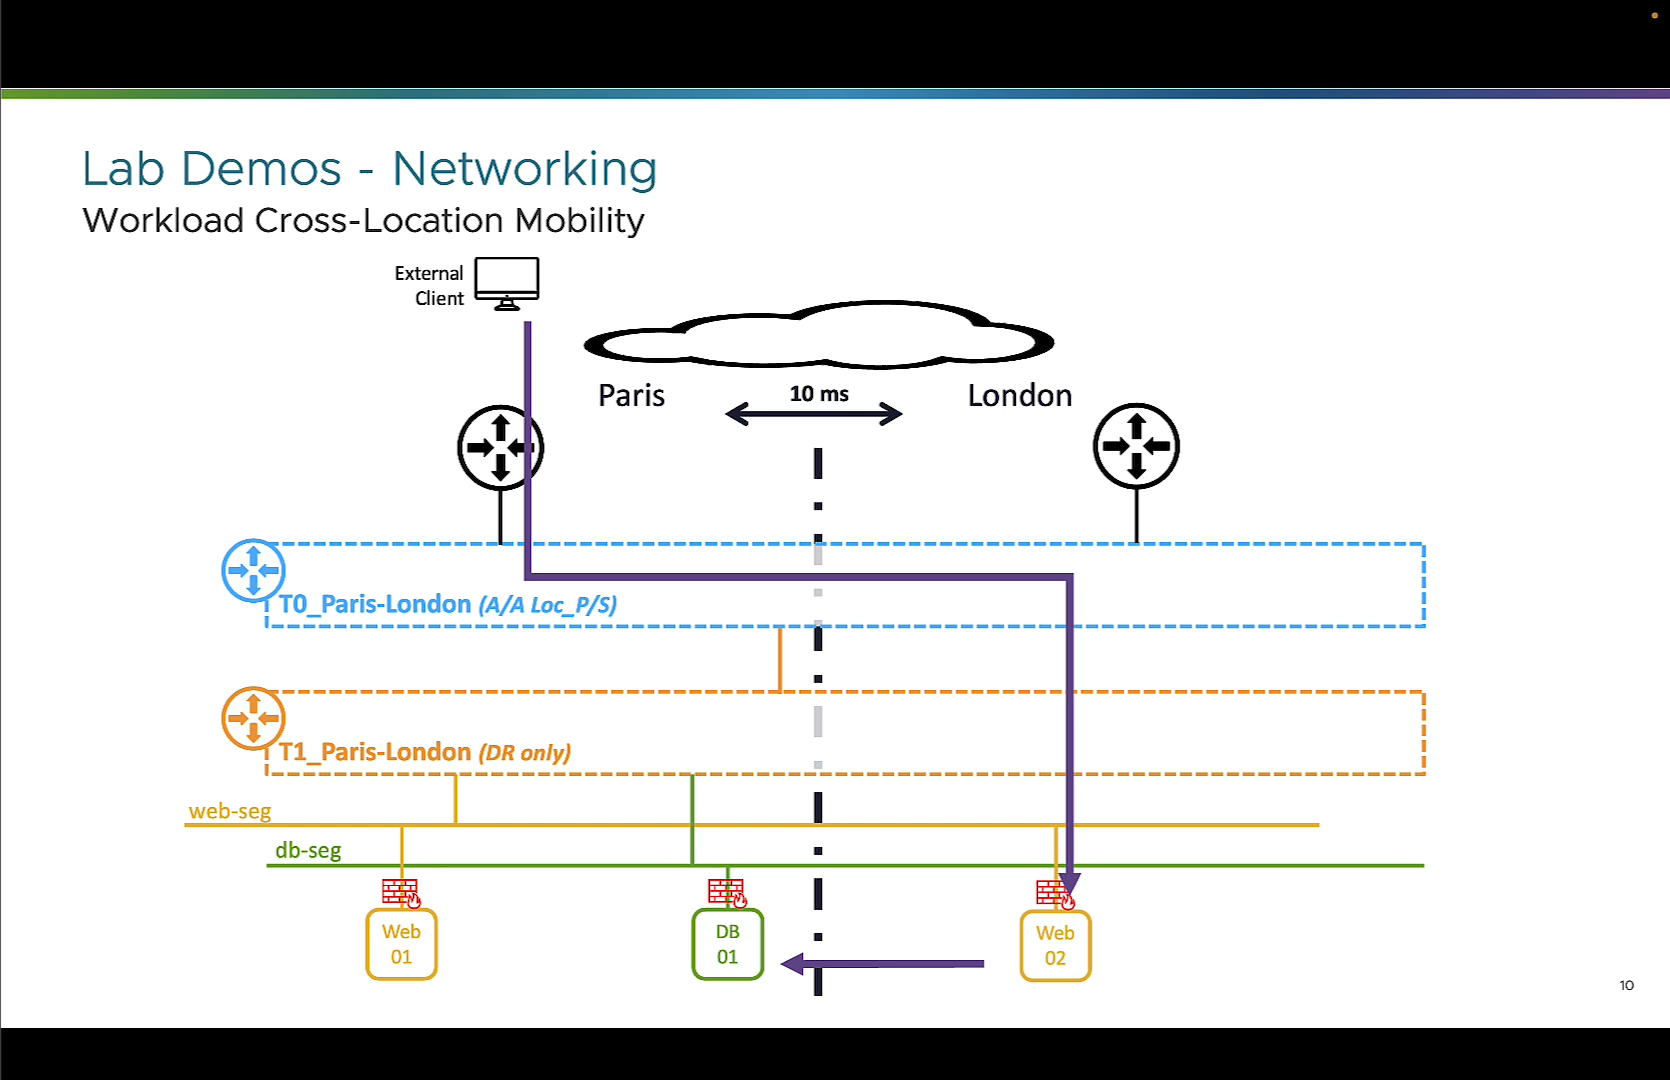 Lab Demos - Networking
Workload Cross-Location Mobility
External
Client
Paris
10 ms
London
T0_Paris-London (A/A Loc_P/S)
T1_Paris-London (DR only)
web-seg
db-seg
Web
01
DB
01
Web
02
10